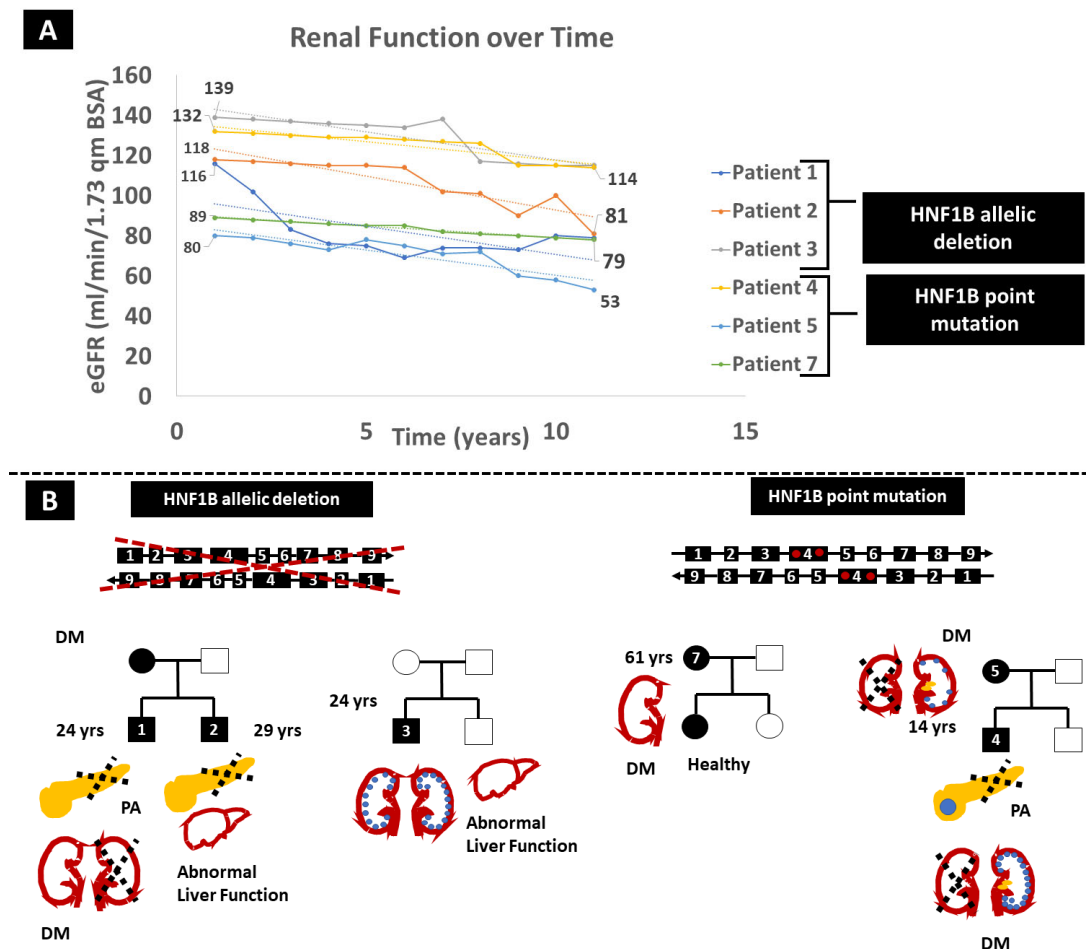 A
Renal Function over Time
eGFR (ml/min/1.73 qm BSA)
160
140
120
100
80
60
40
20
0
139
132
118
116
89
80
114
81
79
53
0
5
10
15
Time (years)
Patient 1
Patient 2
Patient 3
Patient 4
Patient 5
Patient 7
HNF1B allelic
deletion
HNF1B point
mutation
B
HNF1B allelic deletion
1 2 3 4 5 6 7 8 9
9 8 7 6 5 4 3 2 1
DM
1
2
24 yrs
29 yrs
PA
Abnormal
Liver Function
DM
24 yrs
3
Abnormal
Liver Function
HNF1B point mutation
1 2 3 4 5 6 7 8 9
9 8 7 6 5 4 3 2 1
61 yrs
7
DM
Healthy
DM
5
14 yrs
4
PA
DM